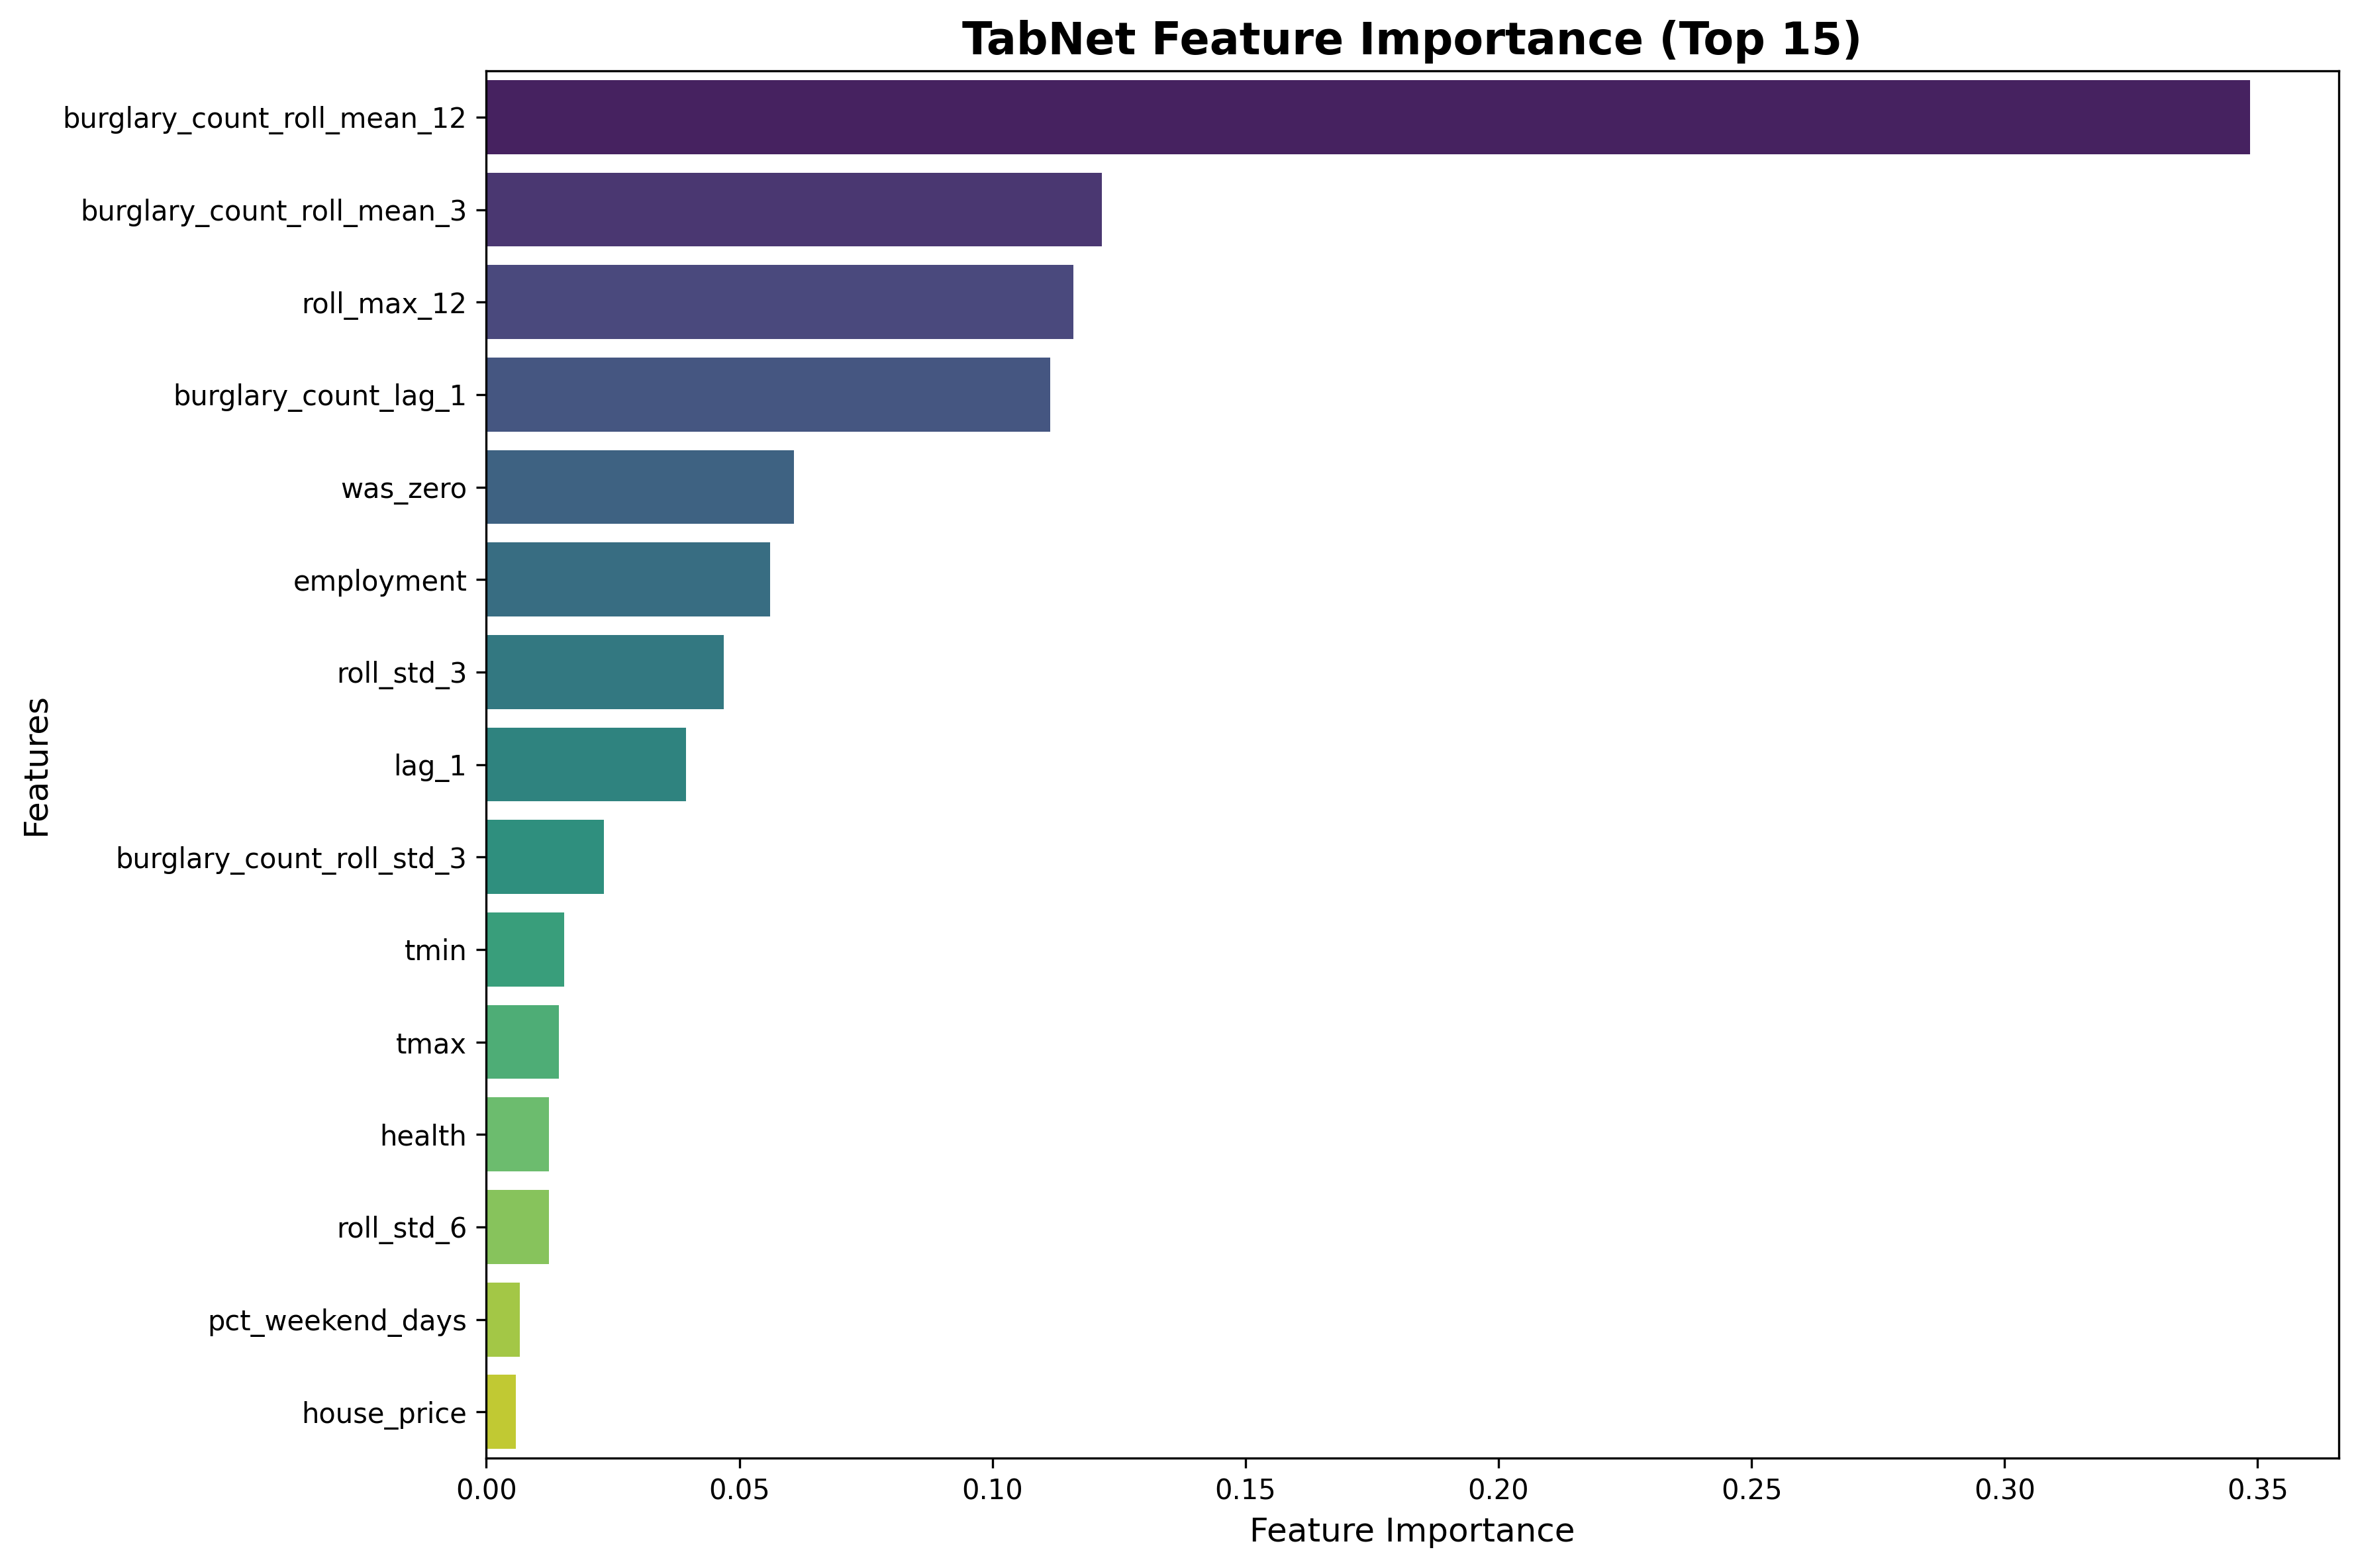 TabNet Feature Importance (Top 15)
Features
burglary_count_roll_mean_12
burglary_count_roll_mean_3
roll_max_12
burglary_count_lag_1
was_zero
employment
roll_std_3
lag_1
burglary_count_roll_std_3
tmin
tmax
health
roll_std_6
pct_weekend_days
house_price
0.00 0.05 0.10 0.15 0.20 0.25 0.30 0.35
Feature Importance